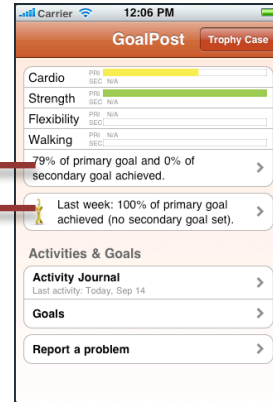 Carrier 12:06 PM
GoalPost Trophy Case
Cardio PRI
SEC N/A
Strength PRI
SEC N/A
Flexibility PRI N/A
SEC
Walking PRI N/A
SEC
79% of primary goal and 0% of
secondary goal achieved.
Last week: 100% of primary goal
achieved (no secondary goal set).
Activities & Goals
Activity Journal
Last activity: Today, Sep 14
Goals
Report a problem